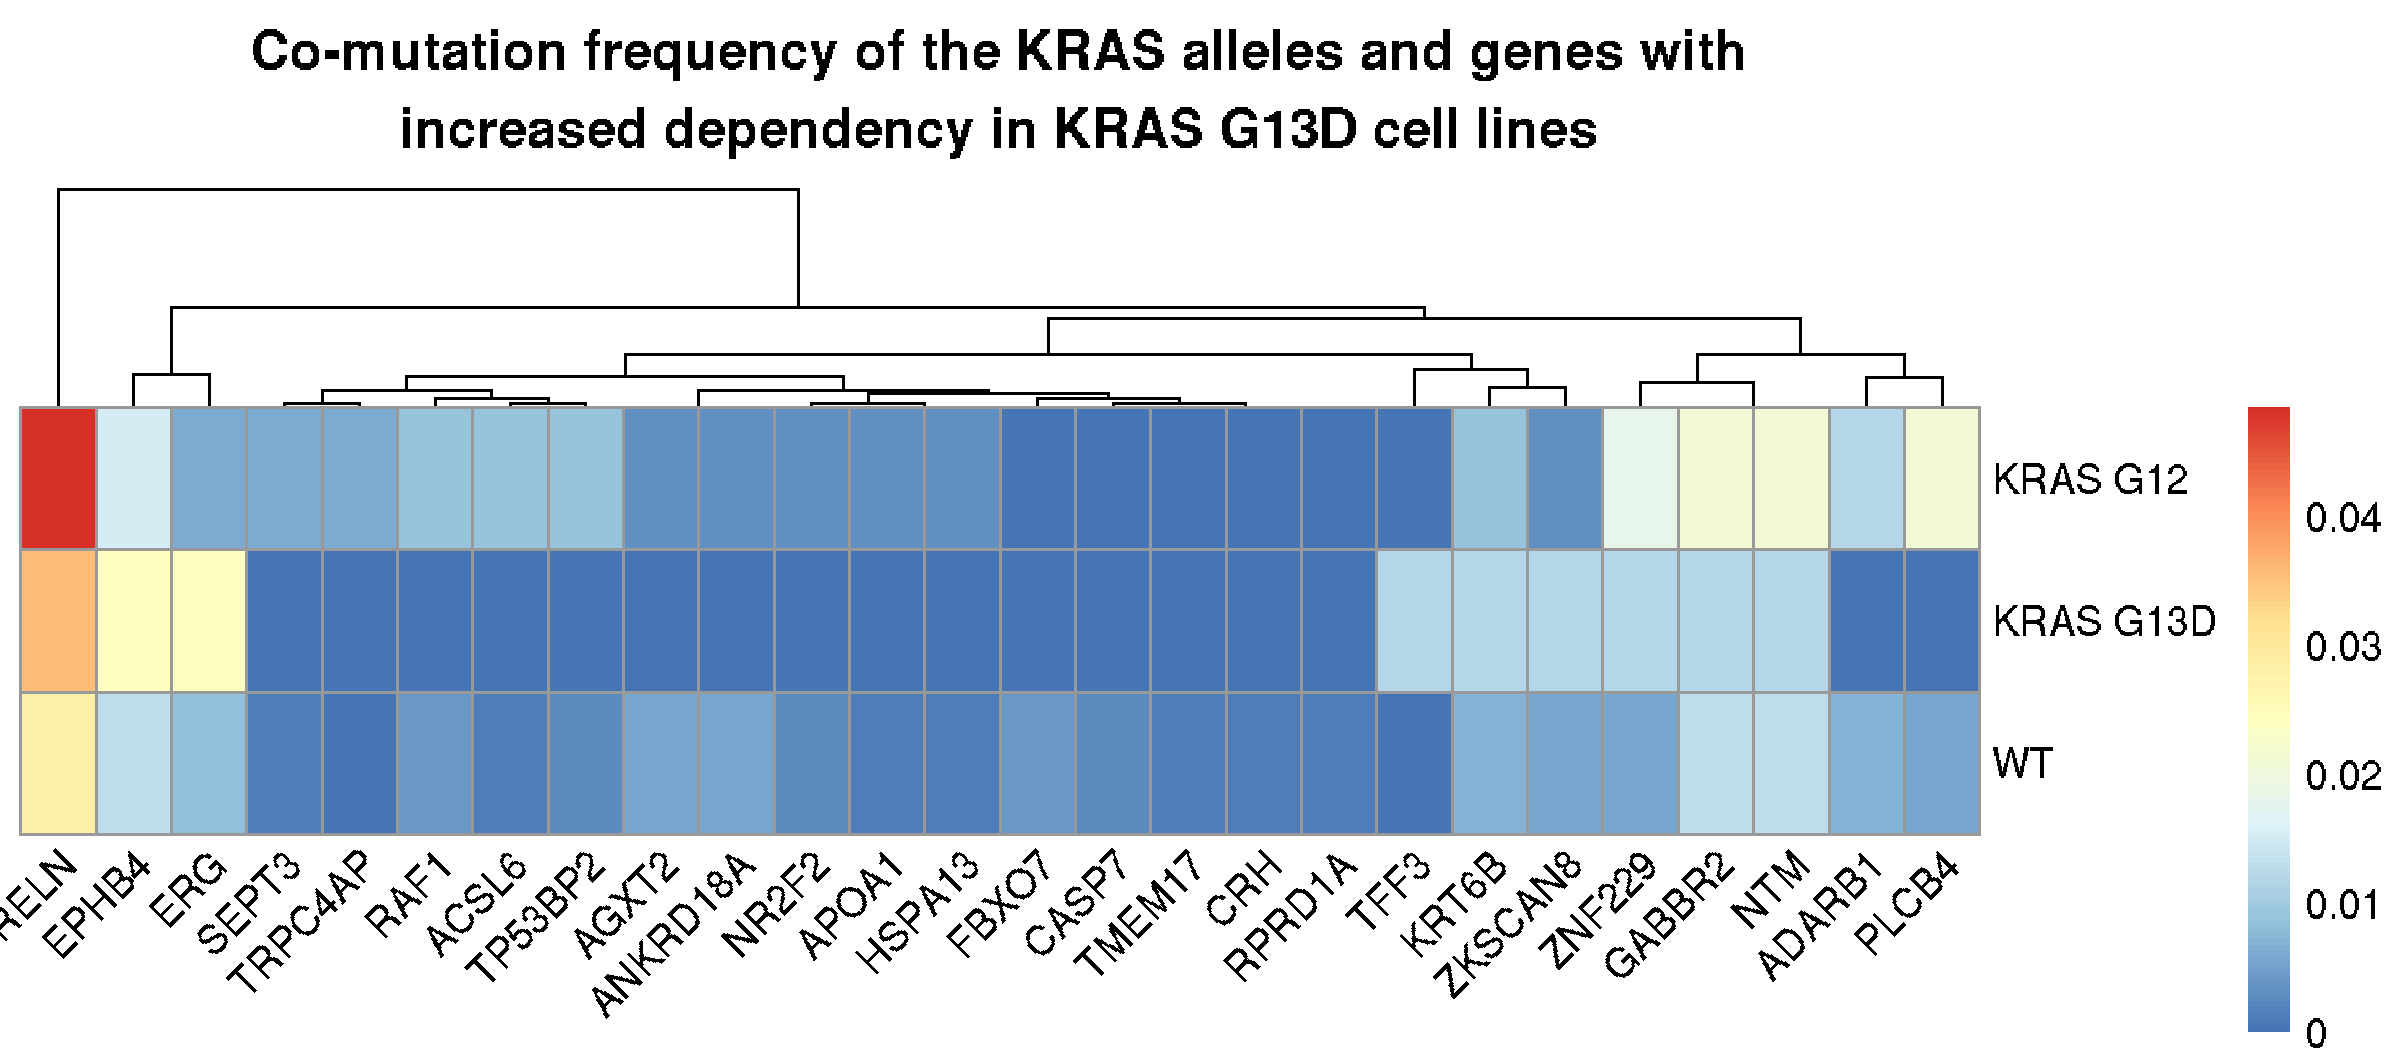 Co-mutation frequency of the KRAS alleles and genes with
increased dependency in KRAS G13D cell lines
KRAS G12
KRAS G13D
WT
0.04
0.03
0.02
0.01
0
RELN
EPHB4
ERG
SEPT3
TRPC4AP
RAF1
ACSL6
TP53BP2
AGXT2
ANKRD18A
NR2F2
APOA1
HSPA13
FBXO7
CASP7
TMEM17
CRH
RPRD1A
TFF3
KRT6B
ZKSCAN8
ZNF229
GABBR2
NTM
ADARB1
PLCB4